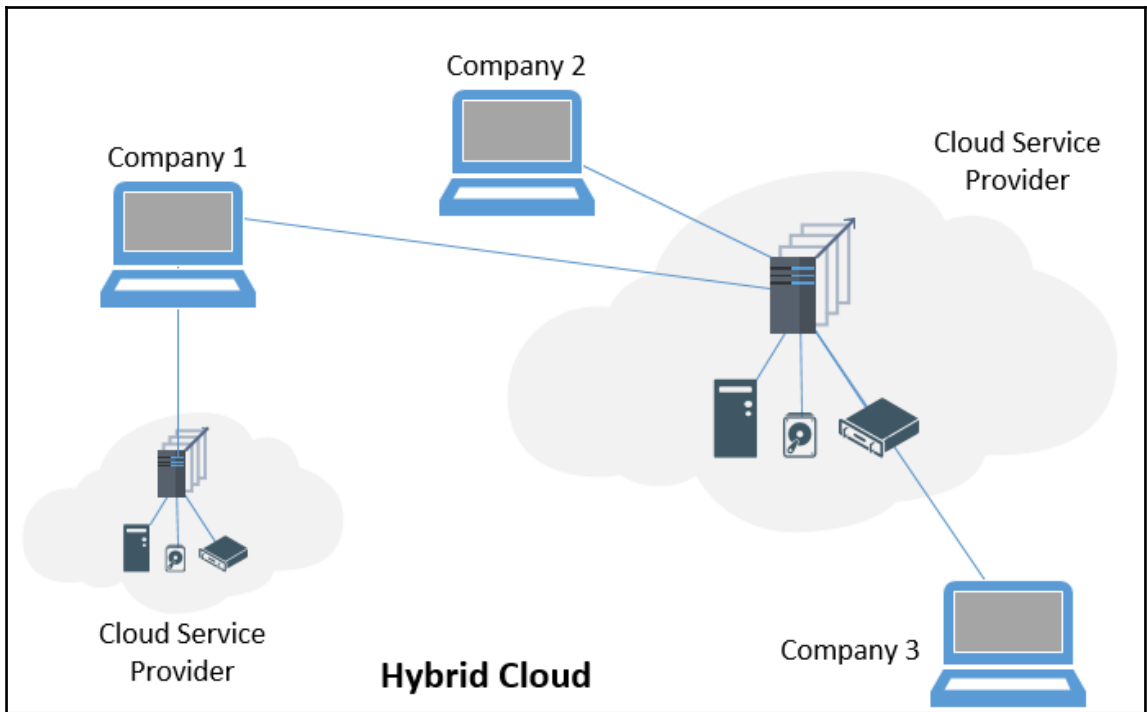 Company 2
Company 1
Cloud Service
Provider
Cloud Service
Provider
Company 3
Hybrid Cloud